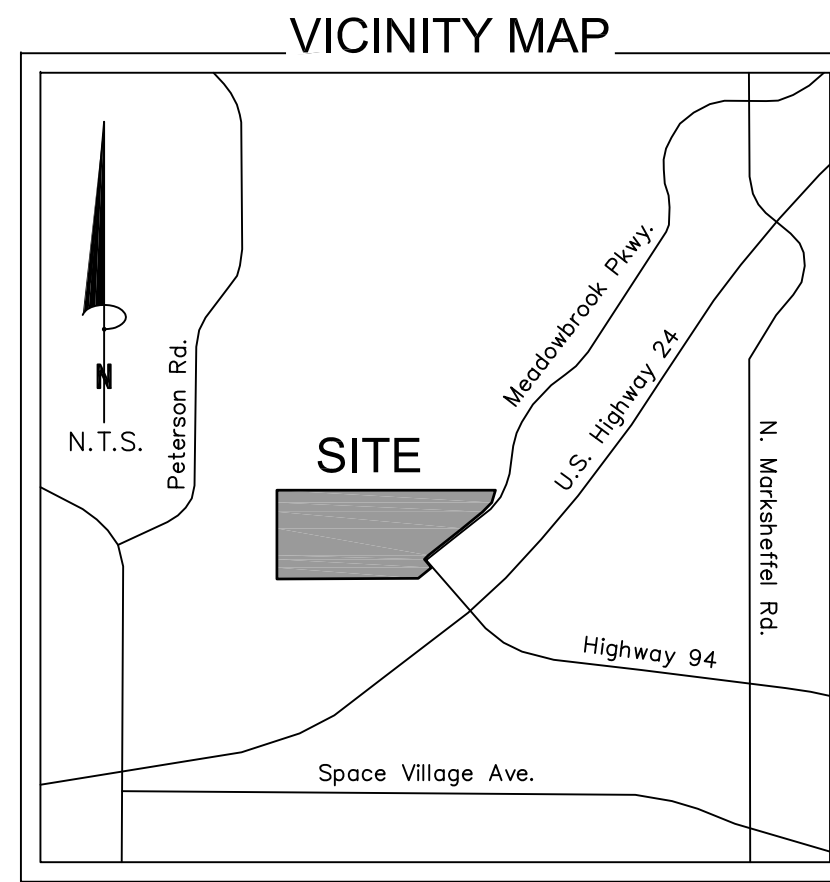 VICINITY MAP
N
N.T.S.
Peterson Rd.
Meadowbrook Pkwy.
U.S. Highway 24
SITE
N. Marksheffel Rd.
Highway 94
Space Village Ave.